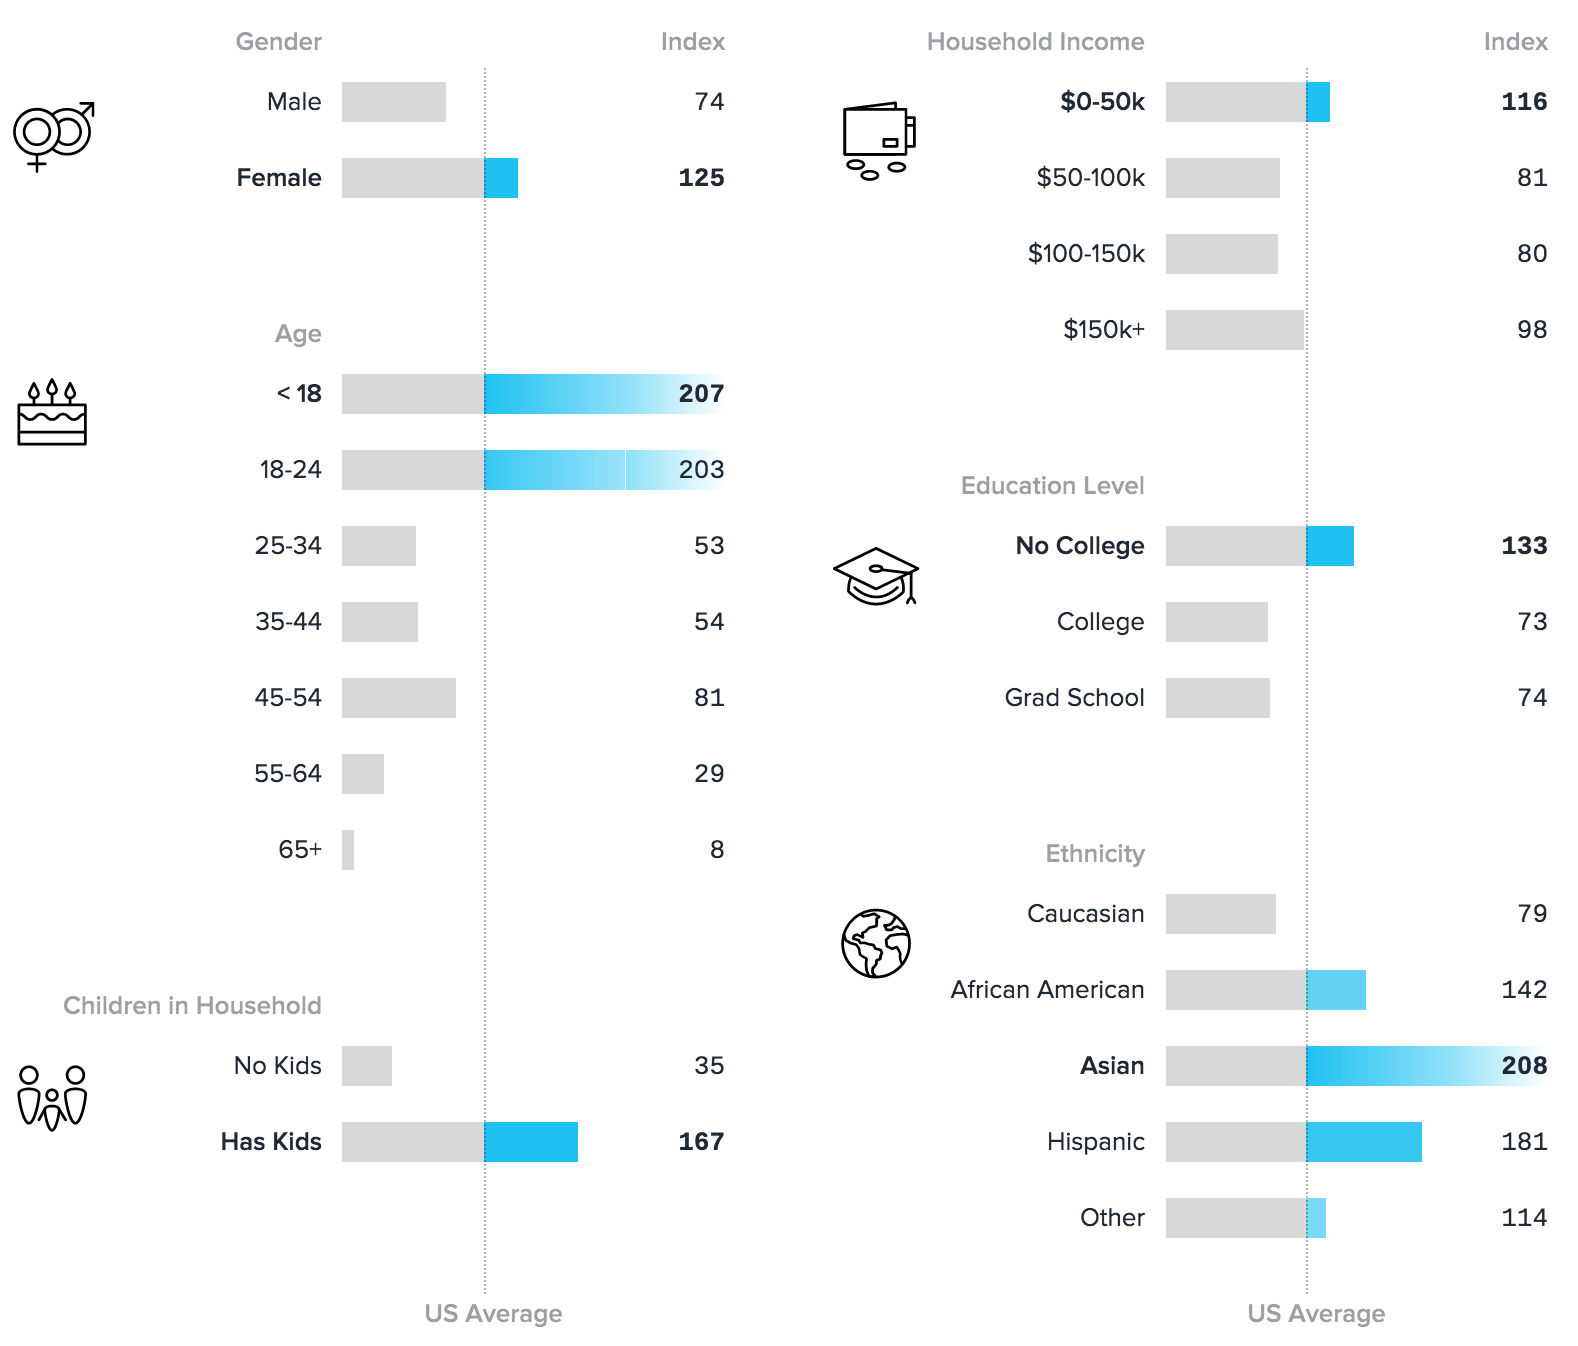 Gender Index
Male 74
Female 125
Age
< 18 207
18-24 203
25-34 53
35-44 54
45-54 81
55-64 29
65+ 8
Children in Household
No Kids 35
Has Kids 167
US Average
Household Income Index
$0-50k 116
$50-100k 81
$100-150k 80
$150k+ 98
Education Level
No College 133
College 73
Grad School 74
Ethnicity
Caucasian 79
African American 142
Asian 208
Hispanic 181
Other 114
US Average